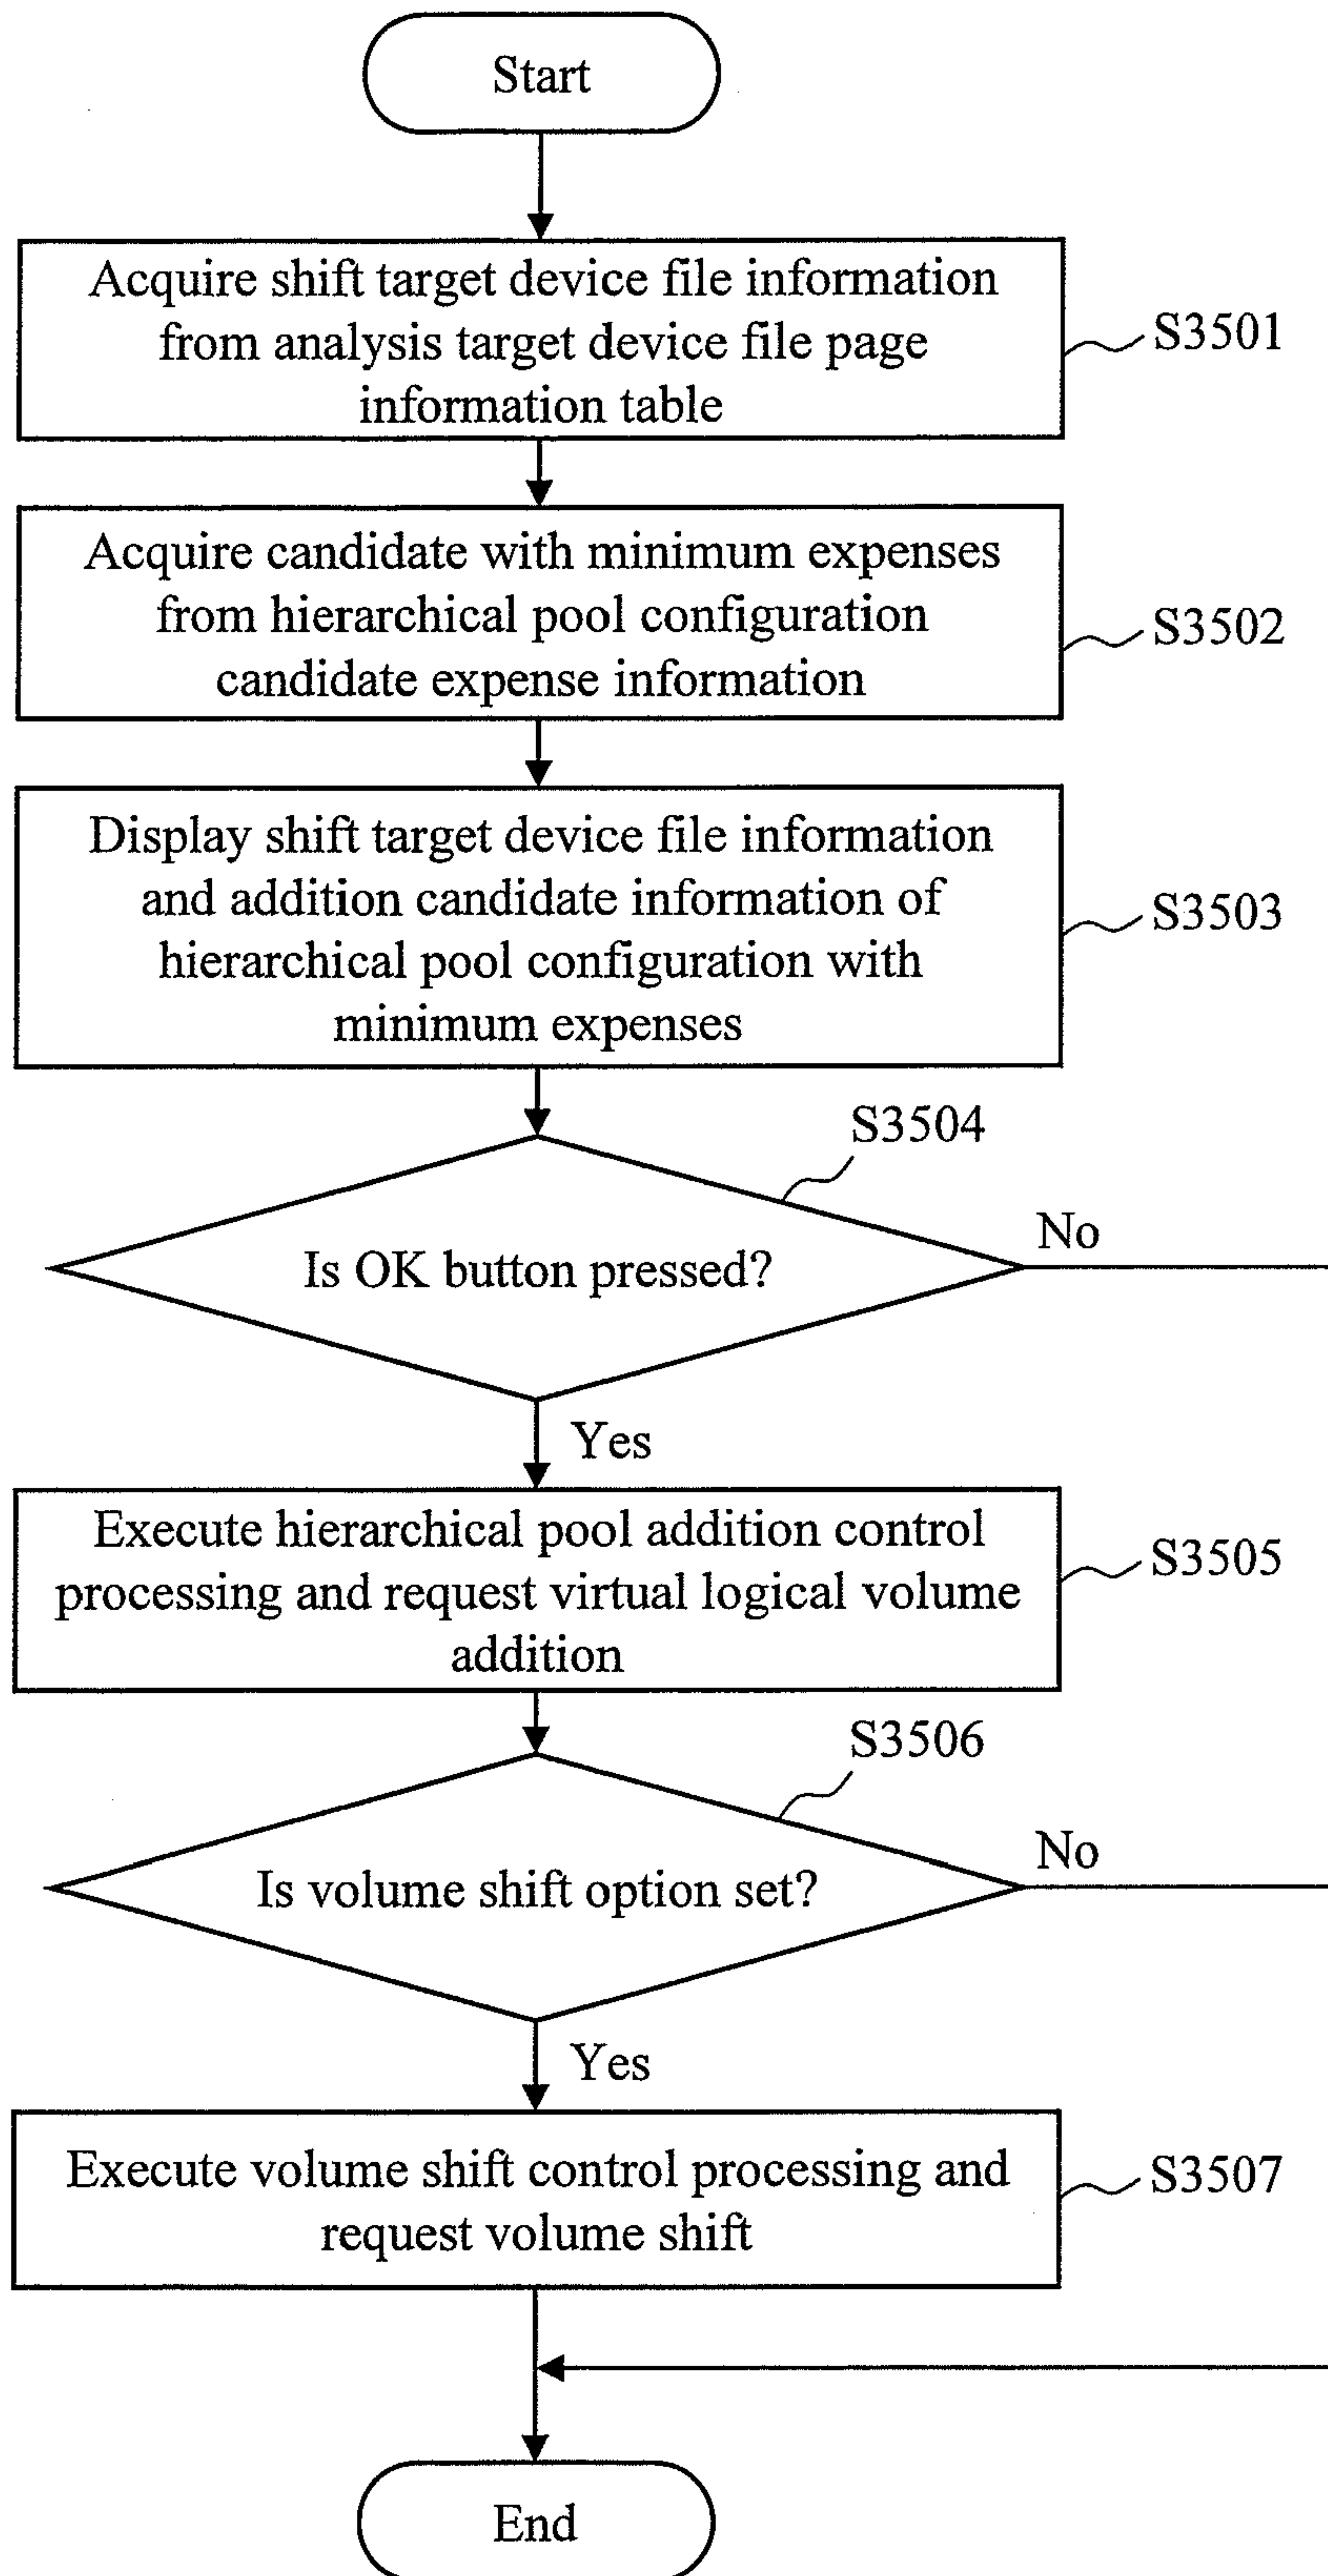 Start
Acquire shift target device file information
from analysis target device file page
information table
S3501
Acquire candidate with minimum expenses
from hierarchical pool configuration
candidate expense information
S3502
Display shift target device file information
and addition candidate information of
hierarchical pool configuration with
minimum expenses
S3503
S3504
Is OK button pressed?
No
Yes
Execute hierarchical pool addition control
processing and request virtual logical volume
addition
S3505
S3506
Is volume shift option set?
No
Yes
Execute volume shift control processing and
request volume shift
S3507
End